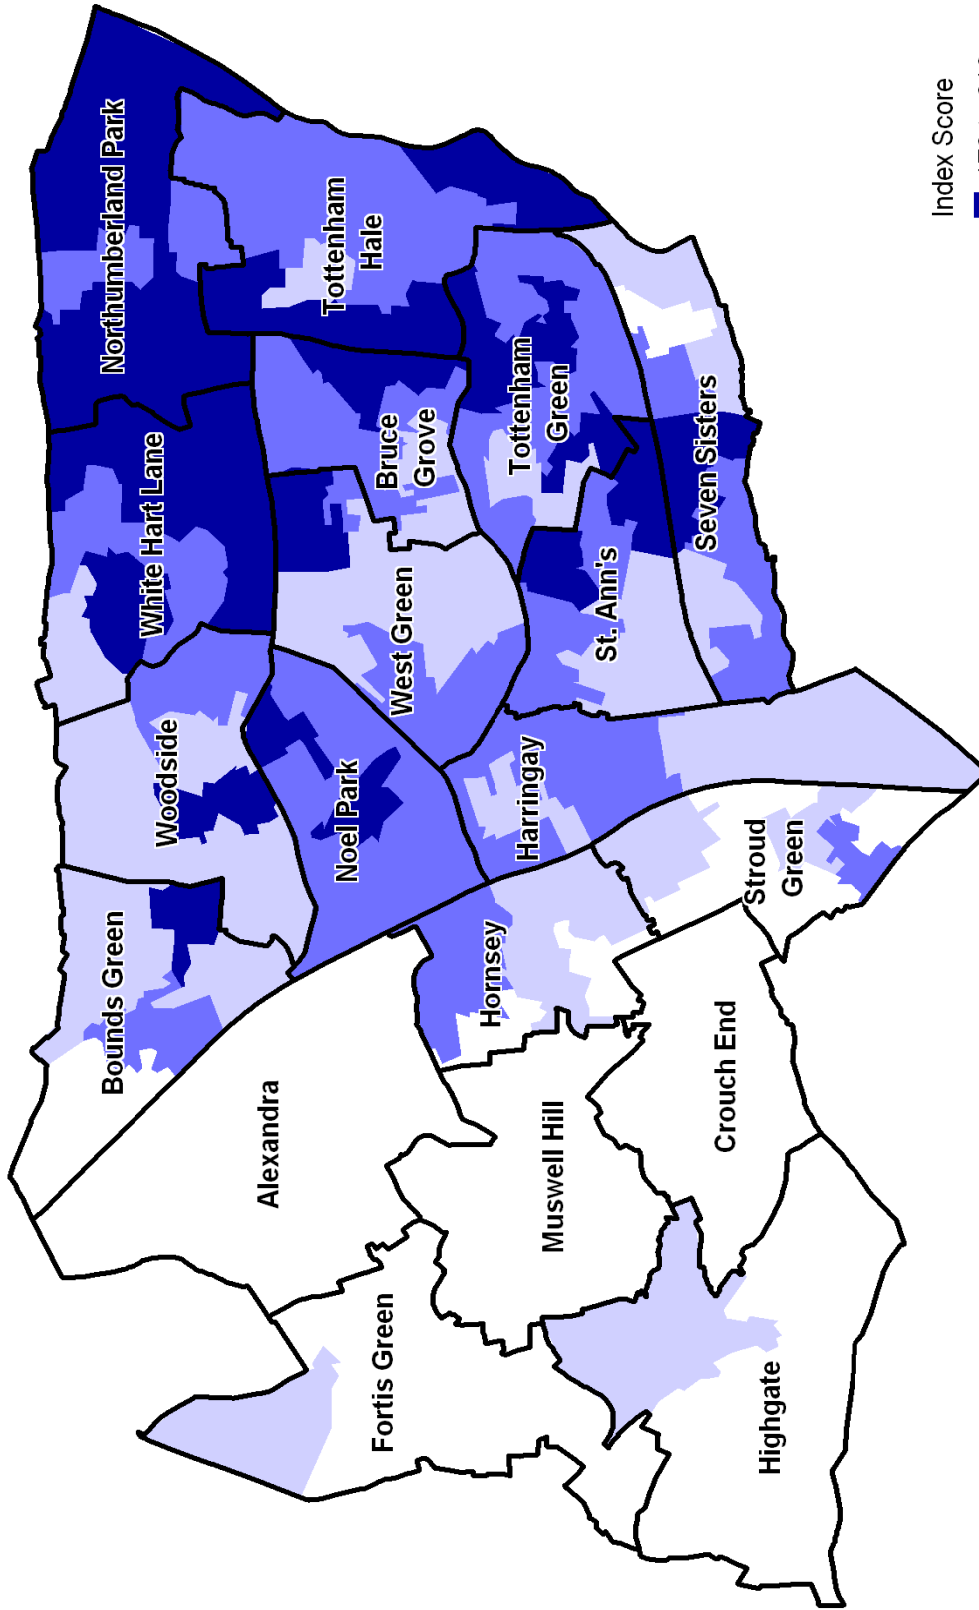 Northumberland Park
White Hart Lane
Tottenham
Hale
Bruce
Grove
Tottenham
Green
Seven Sisters
St. Ann's
West Green
Woodside
Noel Park
Harringay
Bounds Green
Hornsey
Stroud
Green
Alexandra
Muswell Hill
Crouch End
Fortis Green
Highgate
Index Score